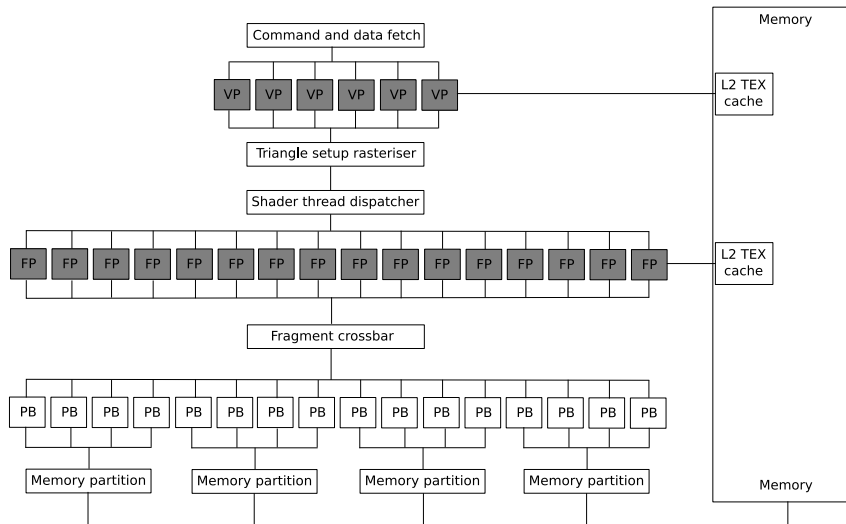 Memory
Command and data fetch
VP VP VP VP VP VP
L2 TEX
cache
Triangle setup rasteriser
Shader thread dispatcher
FP FP FP FP FP FP FP FP FP FP FP FP FP FP FP FP
L2 TEX
cache
Fragment crossbar
PB PB PB PB PB PB PB PB PB PB PB PB PB PB PB PB
Memory partition Memory partition Memory partition Memory partition
Memory